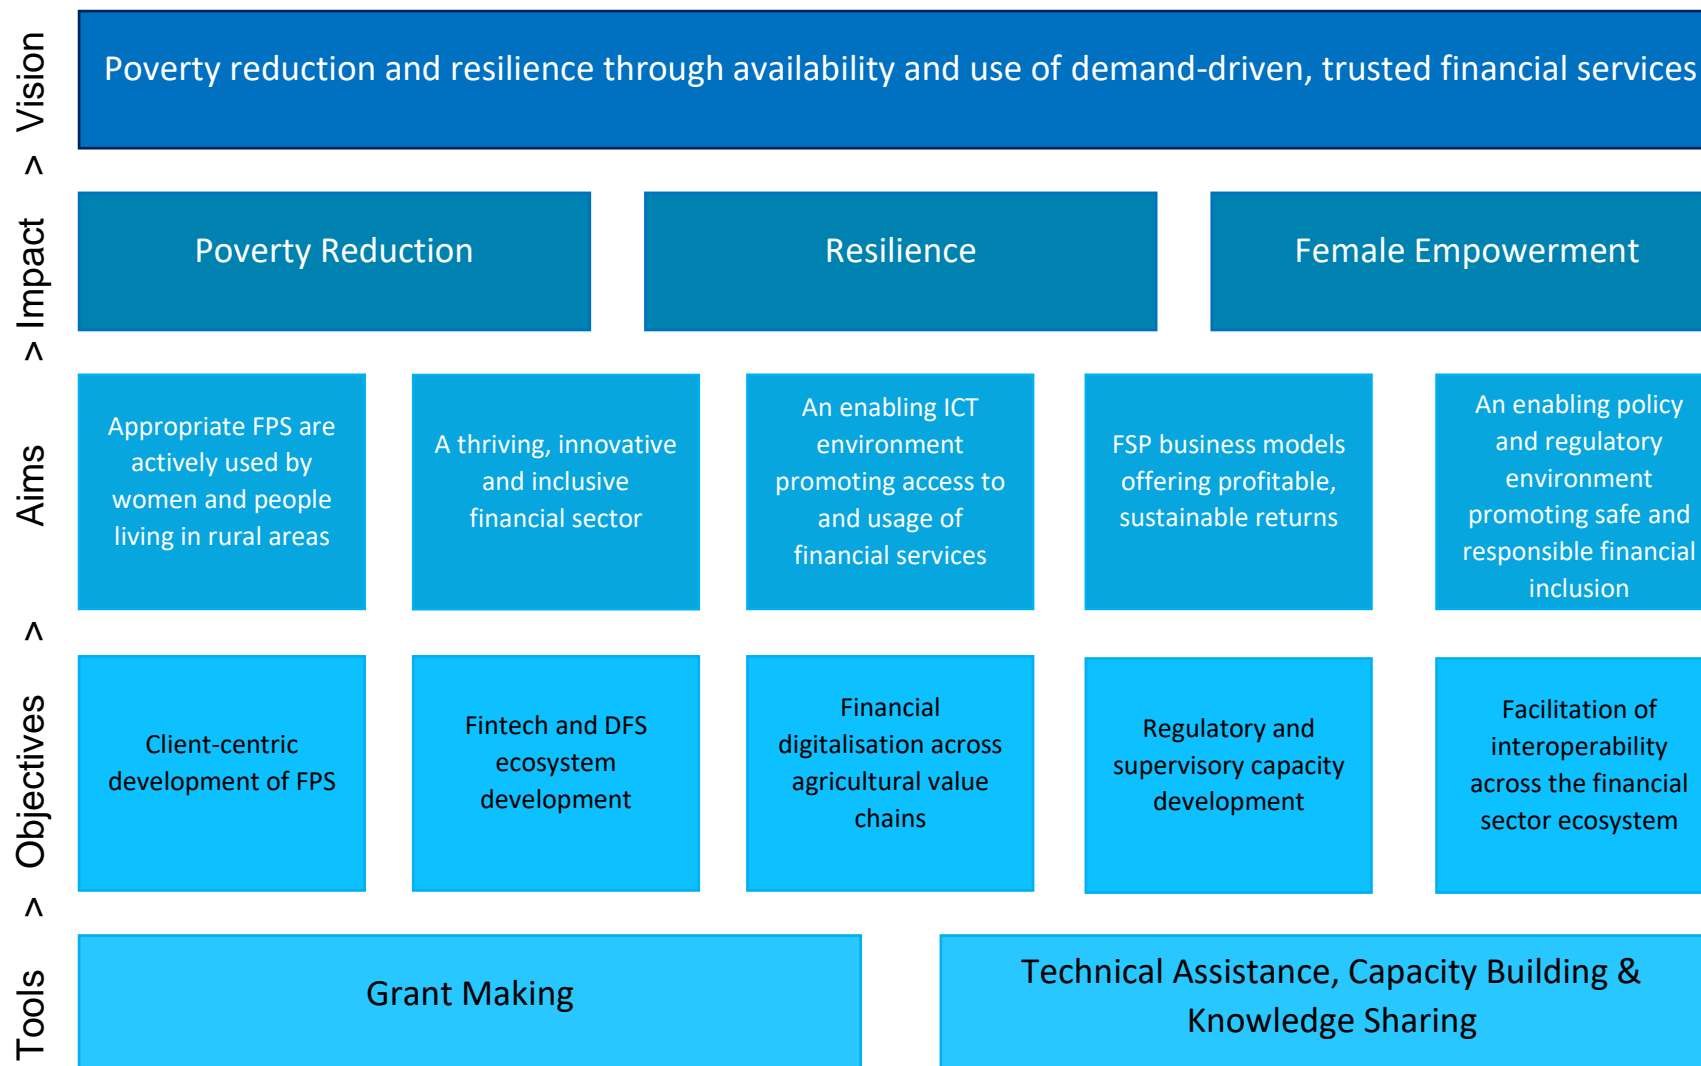 Vision
Poverty reduction and resilience through availability and use of demand-driven, trusted financial services
>
Impact
Poverty Reduction
Resilience
Female Empowerment
>
Aims
Appropriate FPS are
actively used by
women and people
living in rural areas
A thriving, innovative
and inclusive
financial sector
An enabling ICT
environment
promoting access to
and usage of
financial services
FSP business models
offering profitable,
sustainable returns
An enabling policy
and regulatory
environment
promoting safe and
responsible financial
inclusion
>
Objectives
Client-centric
development of FPS
Fintech and DFS
ecosystem
development
Financial
digitalisation across
agricultural value
chains
Regulatory and
supervisory capacity
development
Facilitation of
interoperability
across the financial
sector ecosystem
>
Tools
Grant Making
Technical Assistance, Capacity Building &
Knowledge Sharing